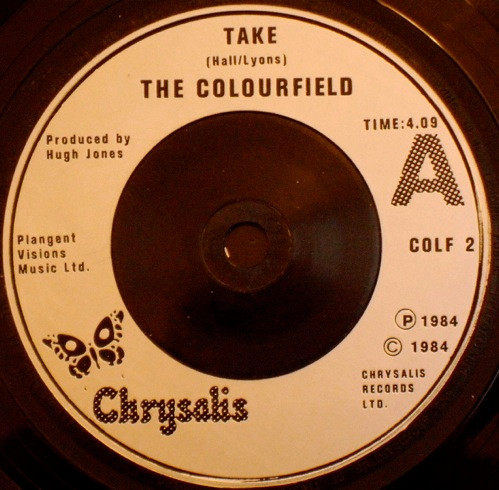 TAKE
(Hall/Lyons)
THE COLOURFIELD
TIME:4.09
Produced by
Hugh Jones
A
Plangent
Visions
Music Ltd.
COLF 2
Ⓟ 1984
© 1984
CHRYSALIS
RECORDS
LTD.
Chrysalis